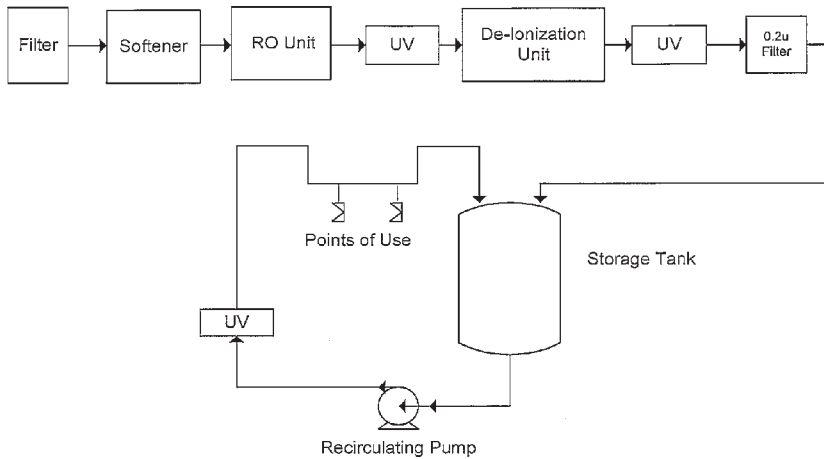 Filter
Softener
RO Unit
UV
De-Ionization
Unit
UV
0.2u
Filter
Points of Use
Storage Tank
UV
Recirculating Pump